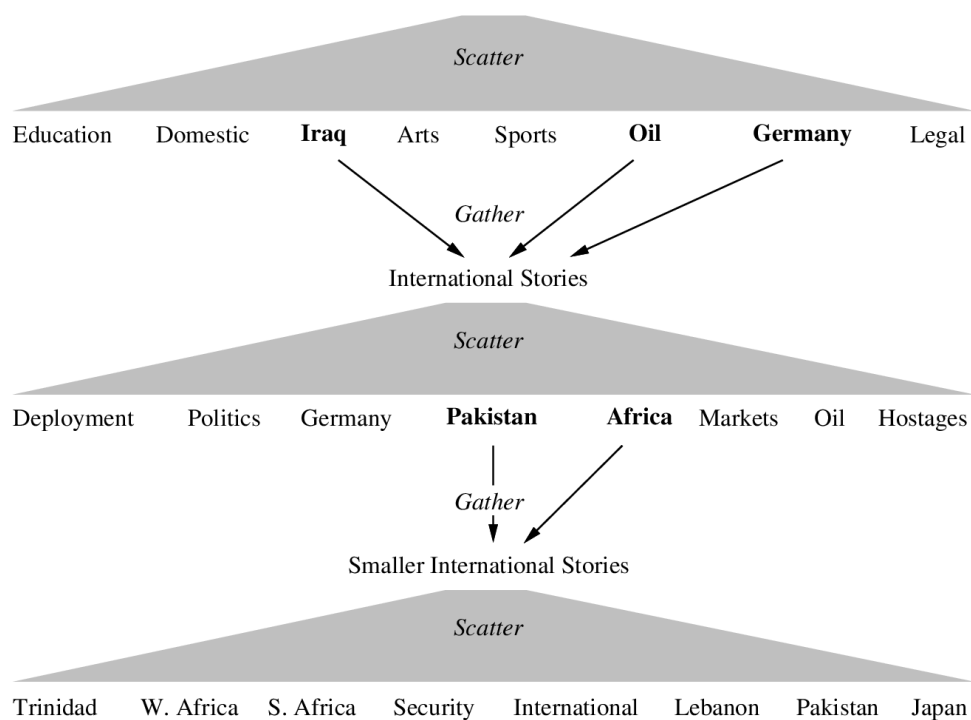 Scatter
Education Domestic Iraq Arts Sports Oil Germany Legal
Gather
International Stories
Scatter
Deployment Politics Germany Pakistan Africa Markets Oil Hostages
Gather
Smaller International Stories
Scatter
Trinidad W. Africa S. Africa Security International Lebanon Pakistan Japan